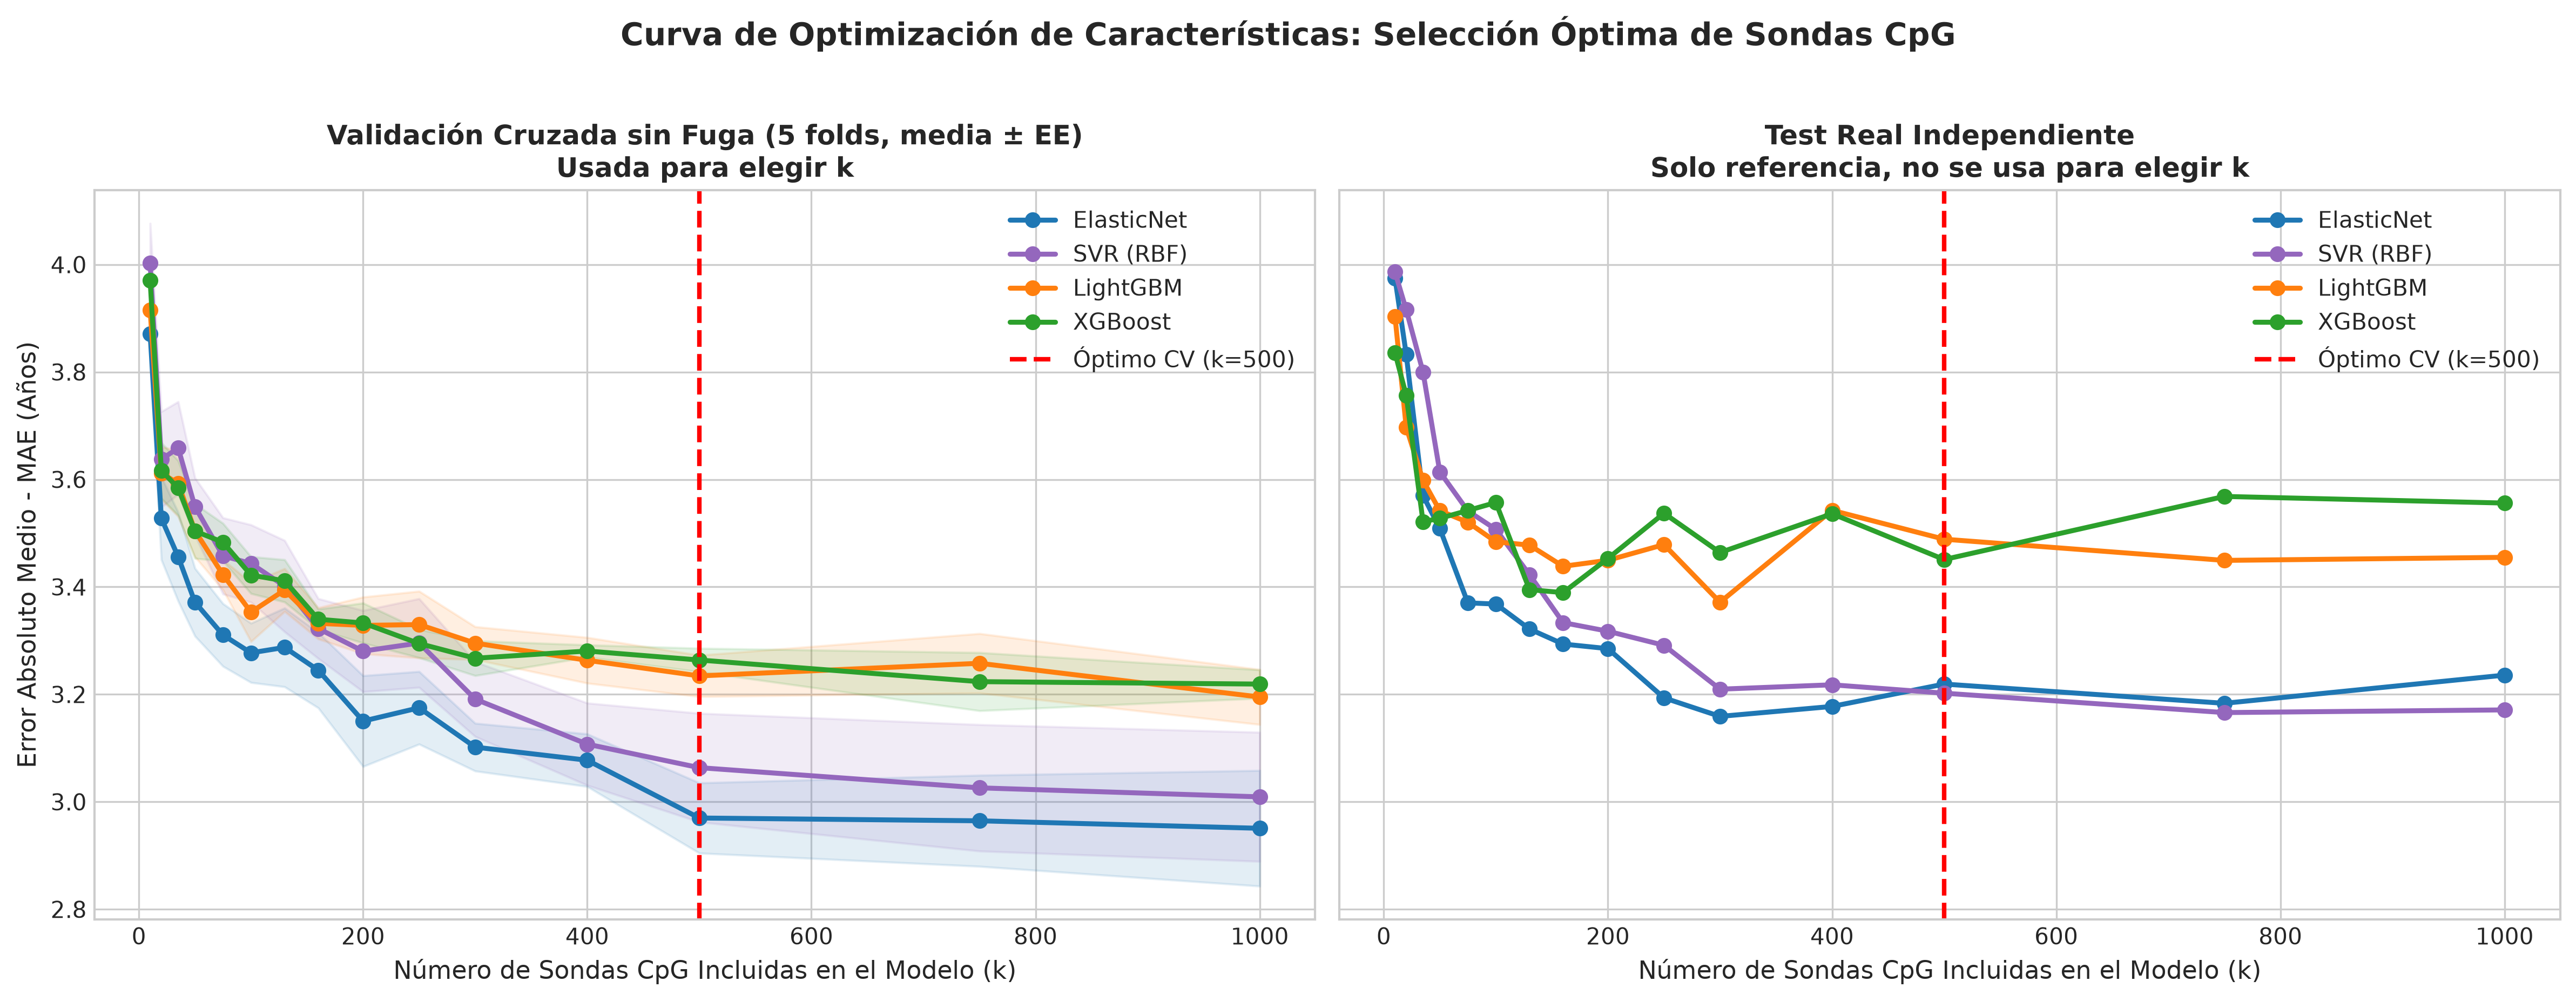 Curva de Optimización de Características: Selección Óptima de Sondas CpG
Validación Cruzada sin Fuga (5 folds, media ± EE)
Usada para elegir k
ElasticNet
SVR (RBF)
LightGBM
XGBoost
Óptimo CV (k=500)
Error Absoluto Medio - MAE (Años)
4.0
3.8
3.6
3.4
3.2
3.0
2.8
0
200
400
600
800
1000
Número de Sondas CpG Incluidas en el Modelo (k)
Test Real Independiente
Solo referencia, no se usa para elegir k
ElasticNet
SVR (RBF)
LightGBM
XGBoost
Óptimo CV (k=500)
0
200
400
600
800
1000
Número de Sondas CpG Incluidas en el Modelo (k)